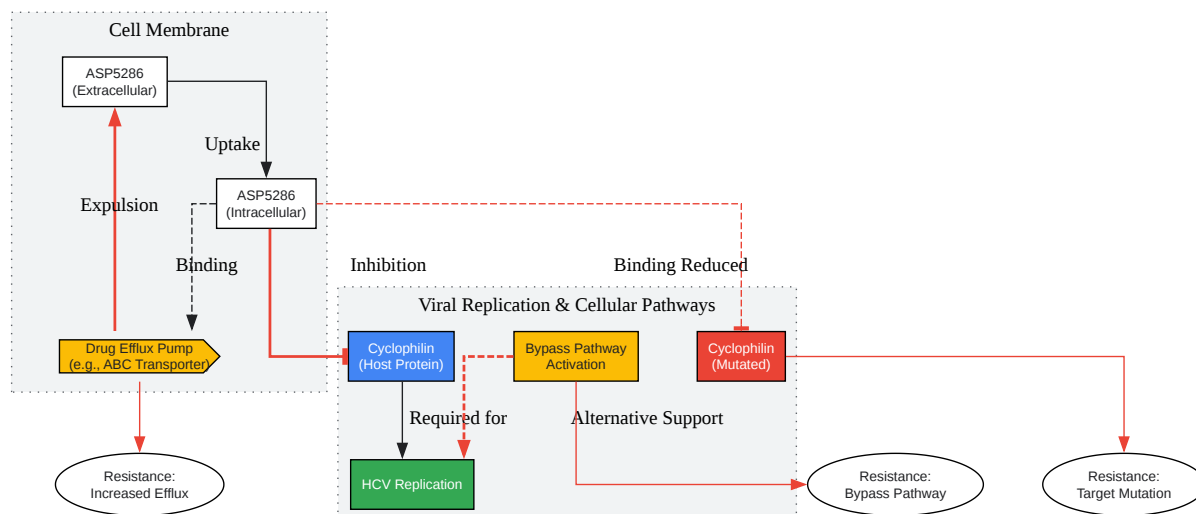 Cell Membrane
ASP5286
(Extracellular)
Uptake
ASP5286
(Intracellular)
Expulsion
Binding
Inhibition
Binding Reduced
Viral Replication & Cellular Pathways
Drug Efflux Pump
(e.g., ABC Transporter)
Cyclophilin
(Host Protein)
Bypass Pathway
Activation
Cyclophilin
(Mutated)
Required for
Alternative Support
HCV Replication
Resistance:
Increased Efflux
Resistance:
Bypass Pathway
Resistance:
Target Mutation